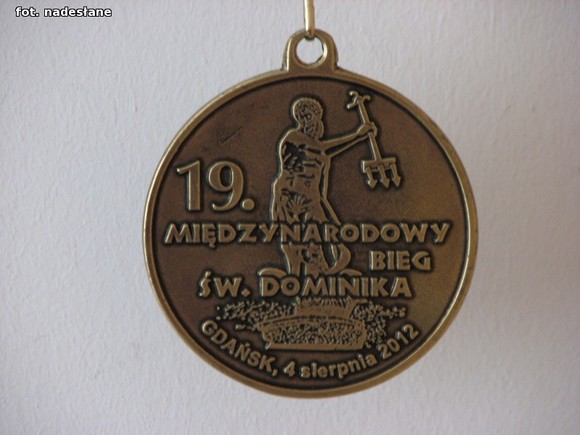 fot. nadesłane
19.
MIĘDZYNARODOWY
BIEG
ŚW. DOMINIKA
GDAŃSK, 4 sierpnia 2012